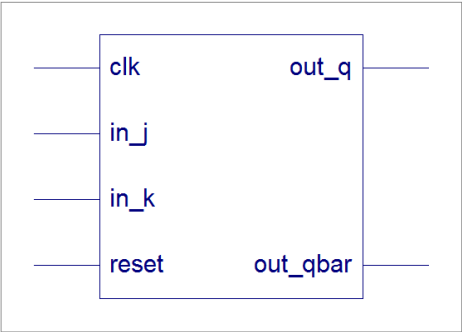 clk out_q
in_j
in_k
reset out_qbar